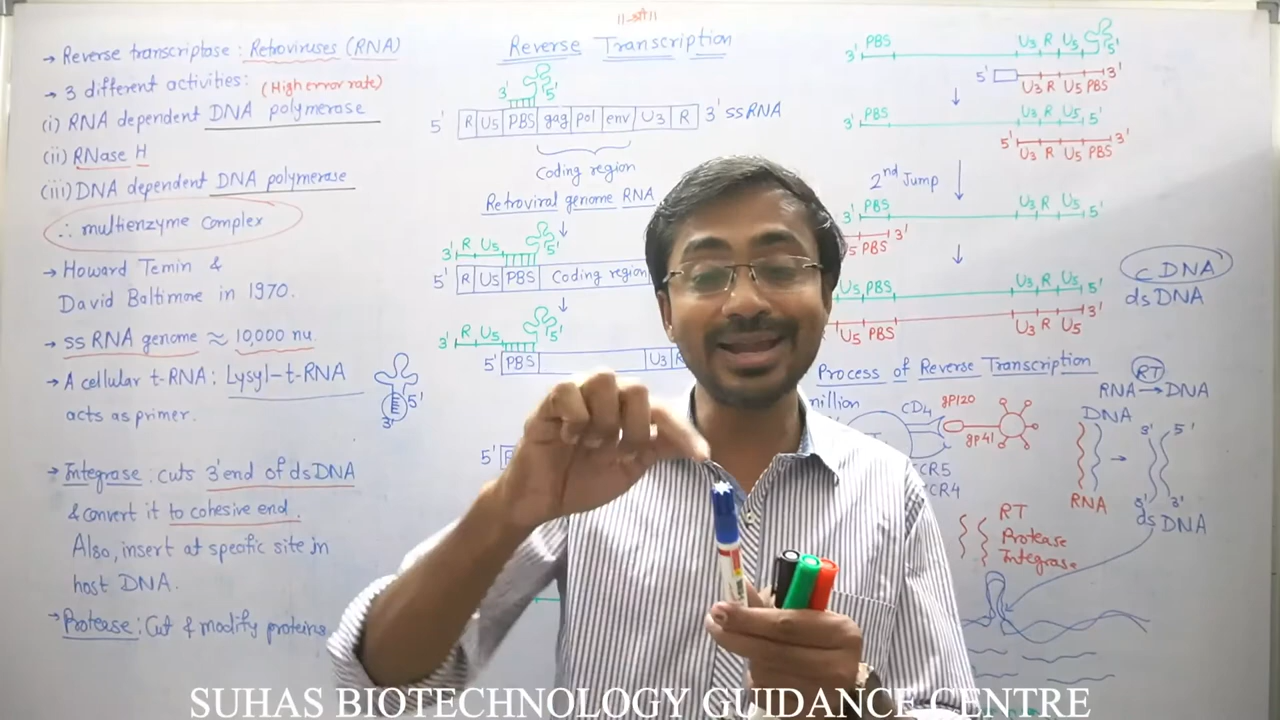 ॥-श्री॥
→ Reverse transcriptase : Retroviruses (RNA)
→ 3 different activities: (High error rate)
(i) RNA dependent DNA polymerase
(ii) RNase H
(iii) DNA dependent DNA polymerase
∴ multienzyme complex
→ Howard Temin &
David Baltimore in 1970.
→ ss RNA genome ≈ 10,000 nu.
→ A cellular t-RNA: Lysyl-t-RNA
acts as primer.
5'
3'
→ Integrase: cuts 3' end of dsDNA
& convert it to cohesive end.
Also, insert at specific site in
host DNA.
→ Protease: Cut & modify proteins
Reverse Transcription
3' 5'
5' R U5 PBS gag pol env U3 R 3' ssRNA
Coding region
Retroviral genome RNA
3' R U5 5'
5' R U5 PBS Coding region
3' R U5 5'
5' PBS U3 R
5'
3' PBS U3 R U5 5'
5' U3 R U5 PBS 3'
3' PBS U3 R U5 5'
5' U3 R U5 PBS 3'
2nd Jump
3' PBS U3 R U5 5'
U5 PBS 3'
U5 PBS U3 R U5 5'
U5 PBS U3 R U5 3'
cDNA
dsDNA
Process of Reverse Transcription
million
CD4 gp120
gp41
CR5
CR4
RT
RNA → DNA
DNA
RNA
3' 5'
5' 3'
ds DNA
RT
Protease
Integrase
SUHAS BIOTECHNOLOGY GUIDANCE CENTRE